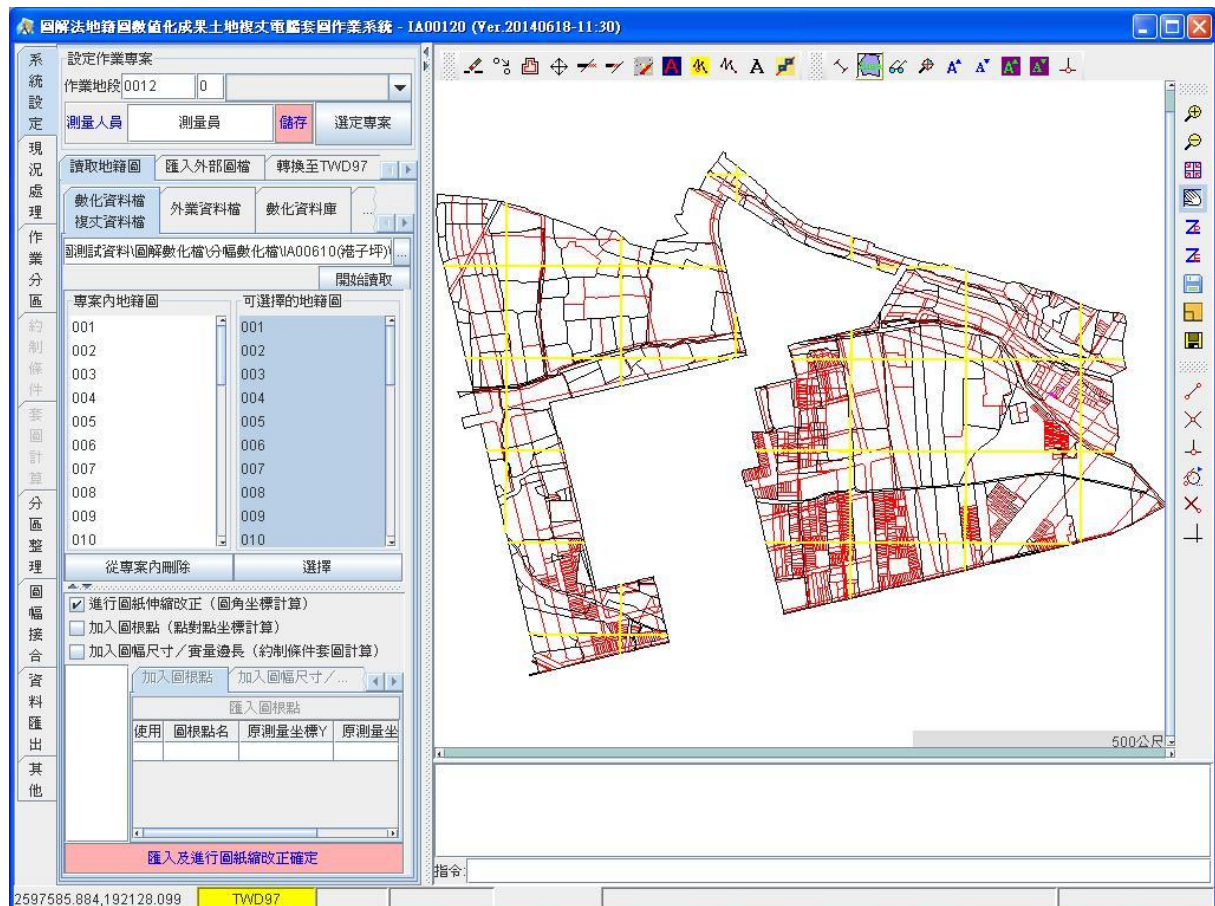 圖解法地籍圖數值化成果土地複丈電腦套圖作業系統 - IA00120 (Ver.20140618-11:30)
系統設定
現況處理
作業分區
約制條件
套圖計算
分區整理
圖幅接合
資料匯出
其他
設定作業專案
作業地段 0012 0
測量人員 測量員 儲存 選定專案
讀取地籍圖 匯入外部圖檔 轉換至TWD97
數化資料檔
複丈資料檔 外業資料檔 數化資料庫 ...
圖測試資料\圖解數化檔\分幅數化檔\IA00610(褡子坪)\ ...
開始讀取
專案內地籍圖 可選擇的地籍圖
001 001
002 002
003 003
004 004
005 005
006 006
007 007
008 008
009 009
010 010
從專案內刪除 選擇
進行圖紙伸縮改正（圖角坐標計算）
加入圖根點（點對點坐標計算）
加入圖幅尺寸／實量邊長（約制條件套圖計算）
加入圖根點 加入圖幅尺寸／...
匯入圖根點
使用 圖根點名 原測量坐標Y 原測量坐
匯入及進行圖紙縮改正確定
500公尺
指令:
2597585.884,192128.099 TWD97